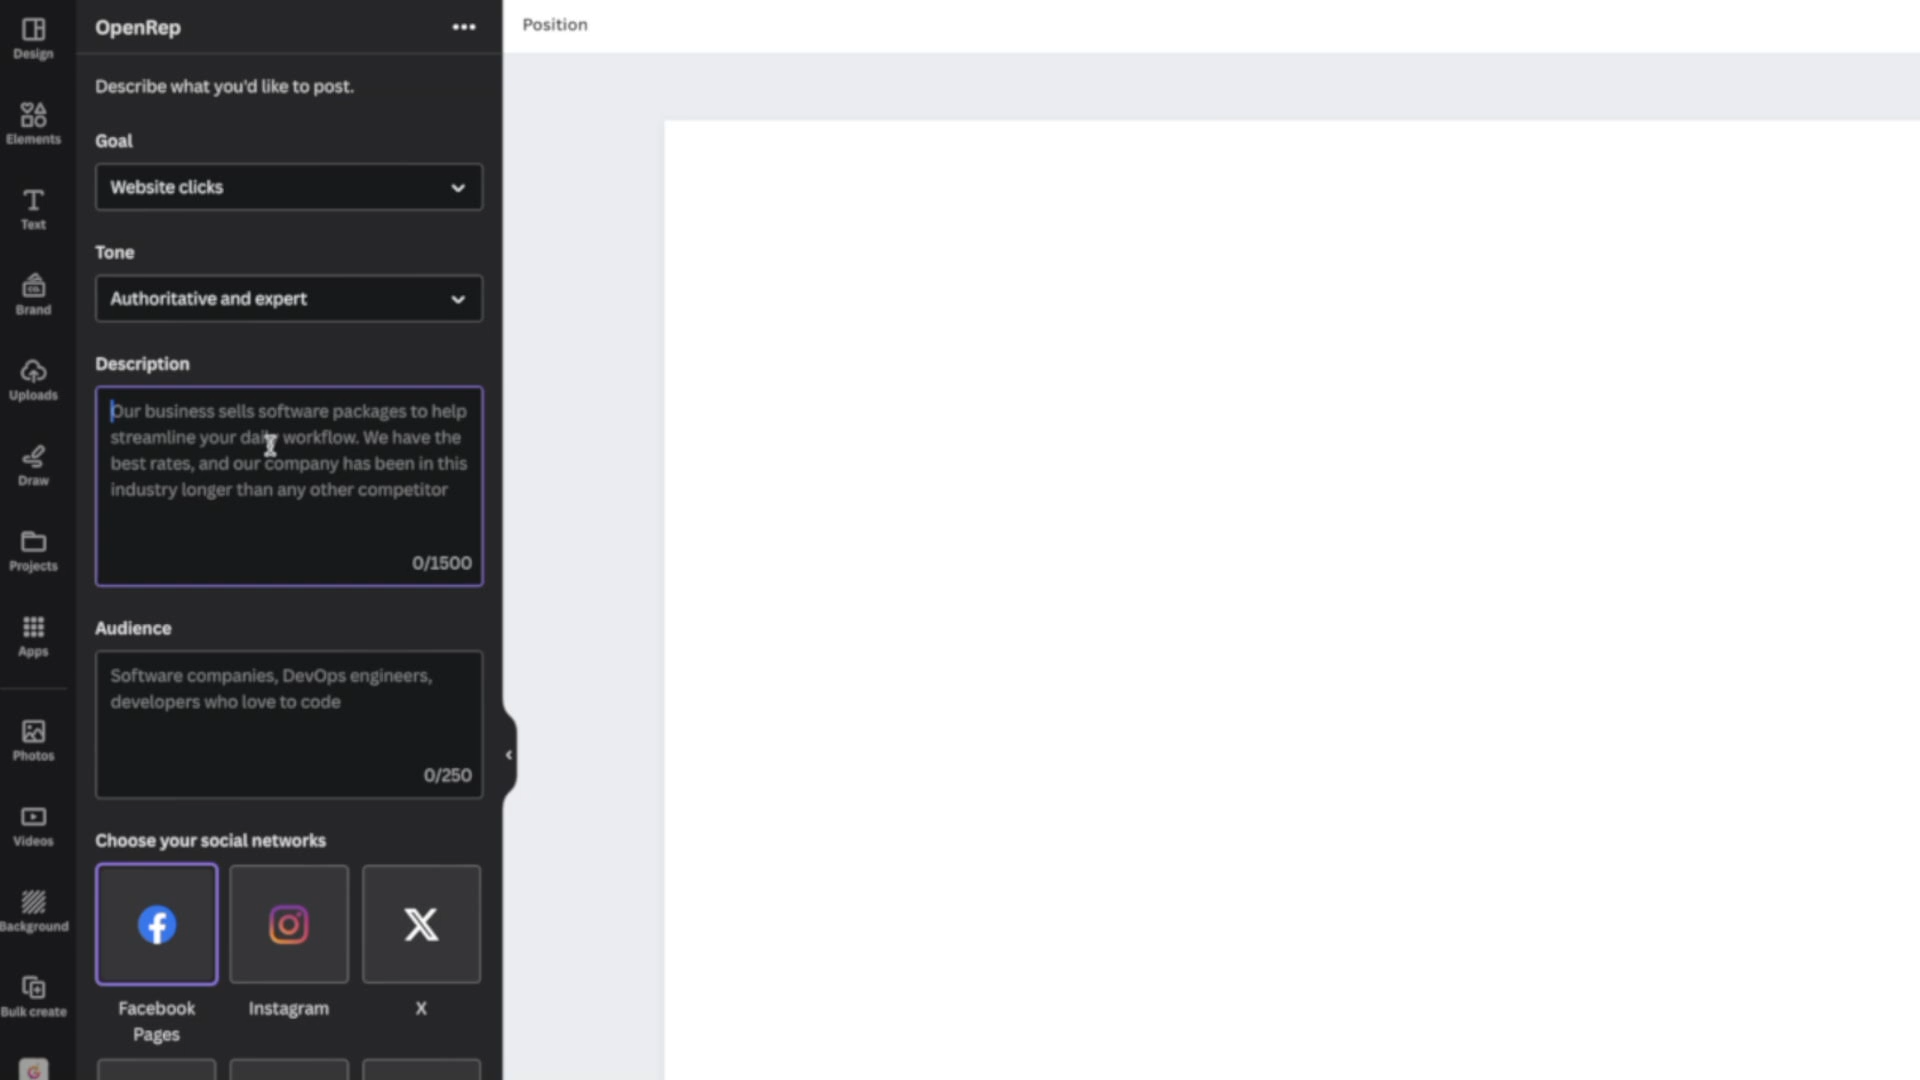 Design
Elements
Text
Brand
Uploads
Draw
Projects
Apps
Photos
Videos
Background
Bulk create
OpenRep
Describe what you'd like to post.
Goal
Website clicks
Tone
Authoritative and expert
Description
Our business sells software packages to help
streamline your daily workflow. We have the
best rates, and our company has been in this
industry longer than any other competitor
0/1500
Audience
Software companies, DevOps engineers,
developers who love to code
0/250
Choose your social networks
Facebook
Pages
Instagram
X
Position